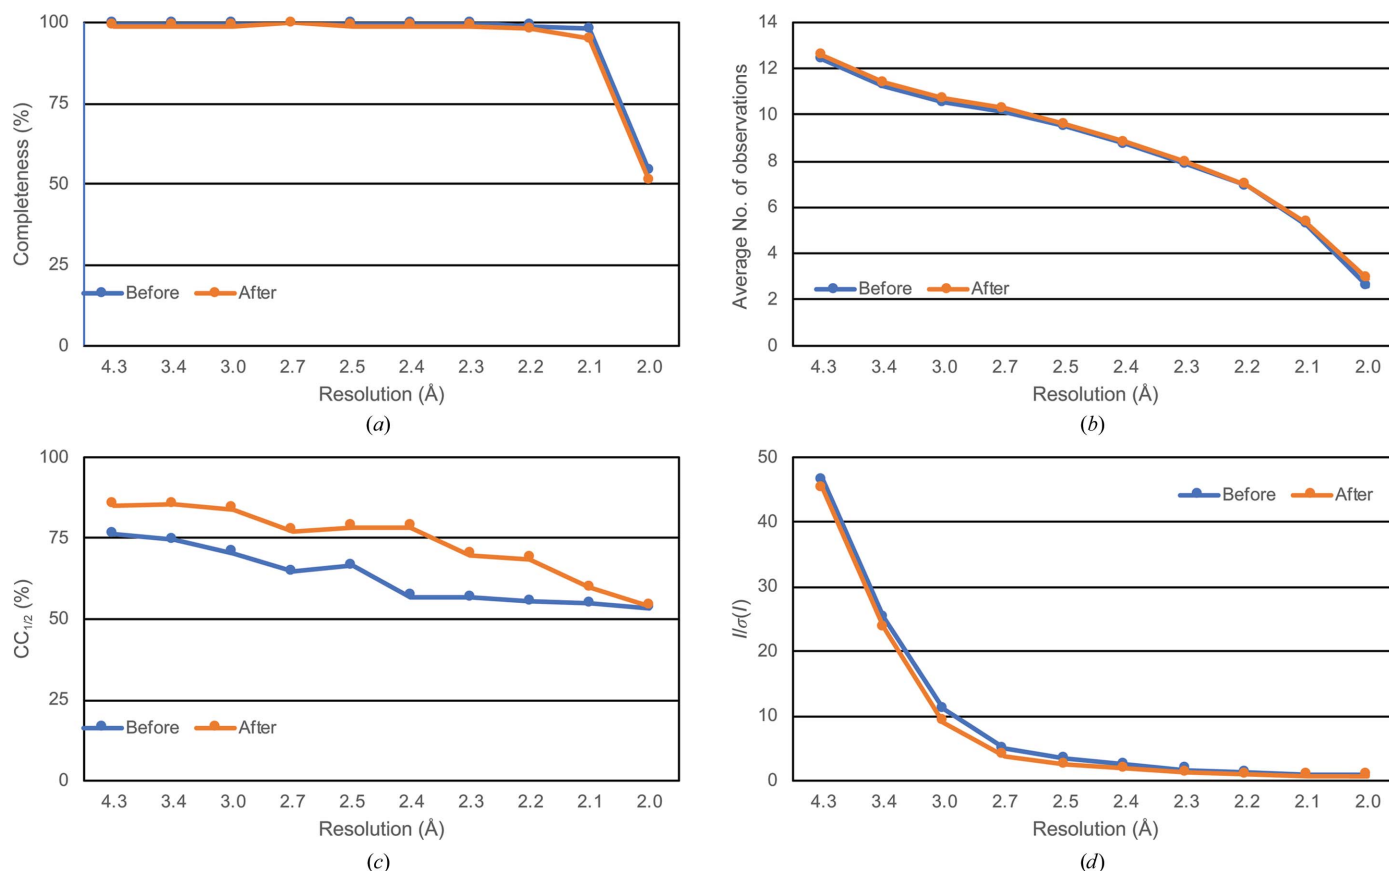 100
75
50
25
0
Completeness (%)
Before After
4.3 3.4 3.0 2.7 2.5 2.4 2.3 2.2 2.1 2.0
Resolution (Å)
(a)
14
12
10
8
6
4
2
0
Average No. of observations
Before After
4.3 3.4 3.0 2.7 2.5 2.4 2.3 2.2 2.1 2.0
Resolution (Å)
(b)
100
75
50
25
0
CC1/2 (%)
Before After
4.3 3.4 3.0 2.7 2.5 2.4 2.3 2.2 2.1 2.0
Resolution (Å)
(c)
50
40
30
20
10
0
I/σ(I)
Before After
4.3 3.4 3.0 2.7 2.5 2.4 2.3 2.2 2.1 2.0
Resolution (Å)
(d)